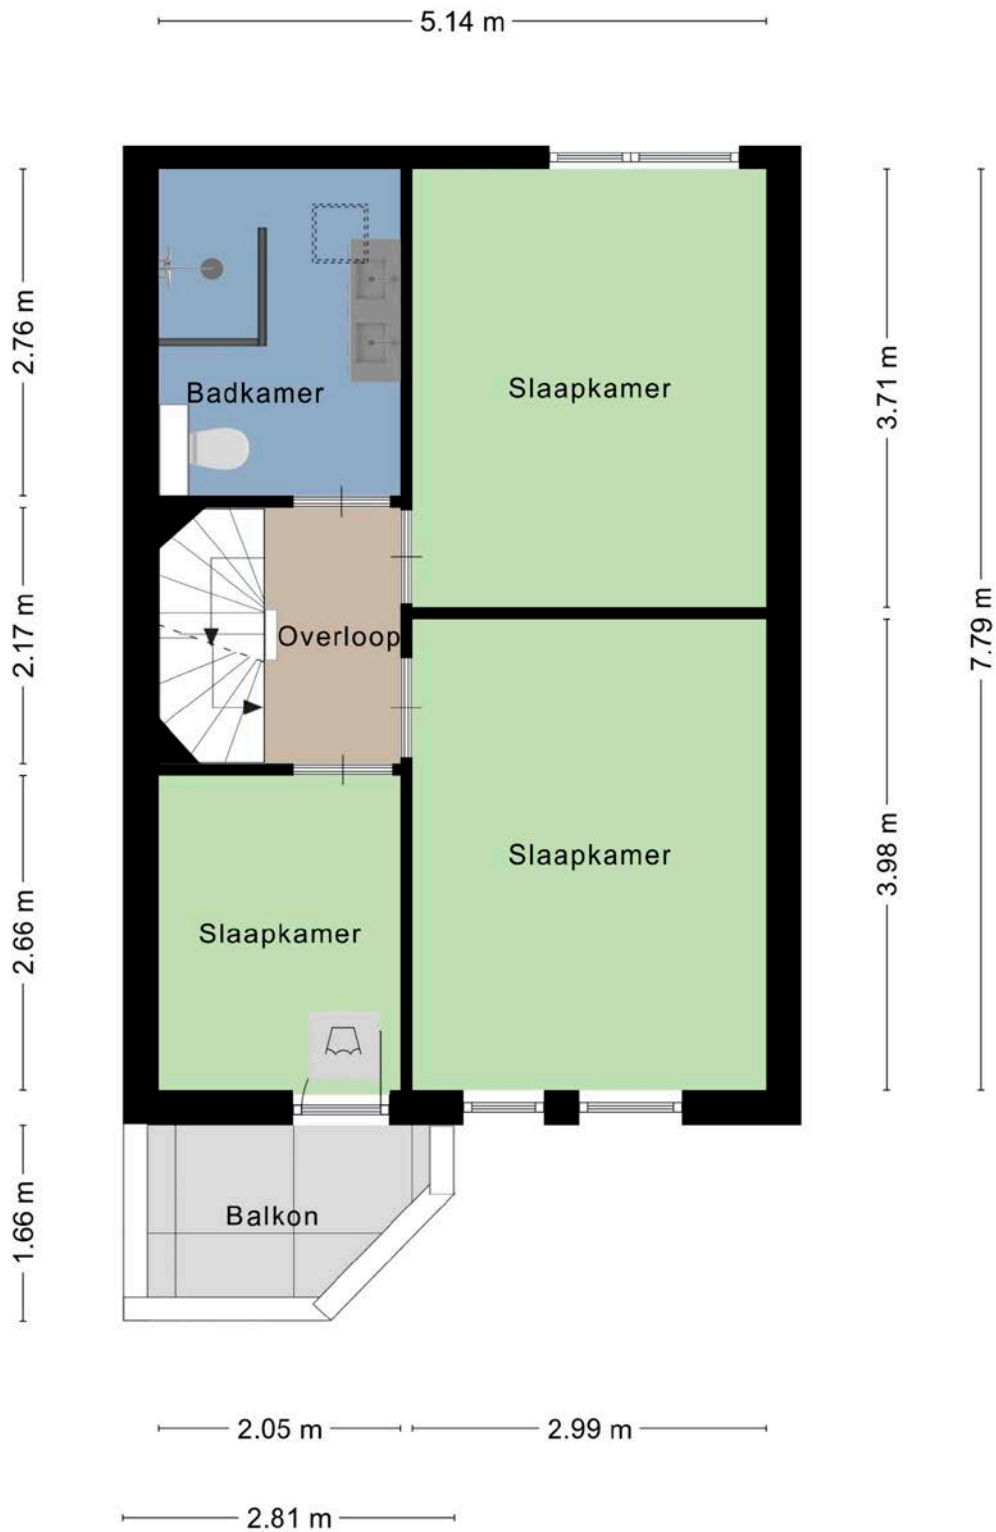 5.14 m
2.76 m
Badkamer
Slaapkamer
3.71 m
2.17 m
Overloop
7.79 m
Slaapkamer
3.98 m
2.66 m
Slaapkamer
1.66 m
Balkon
2.05 m
2.99 m
2.81 m